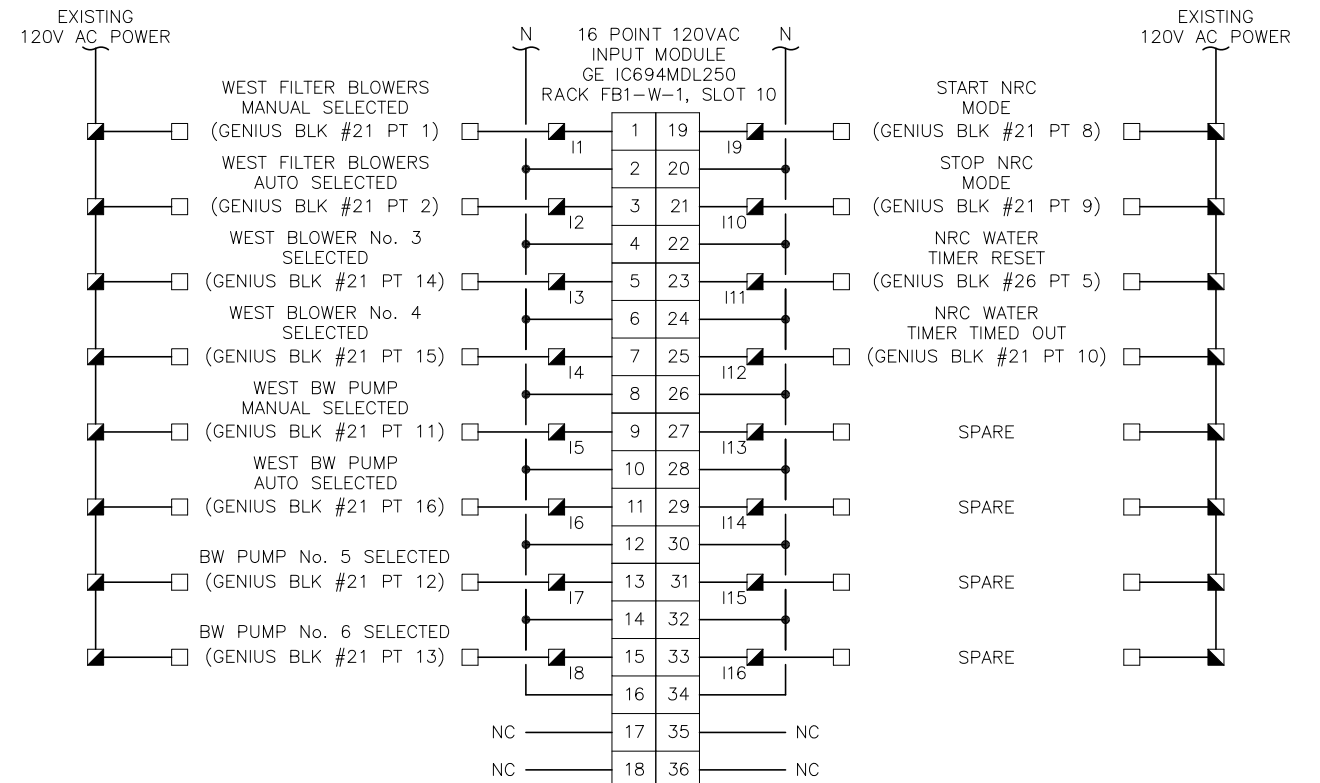 EXISTING
120V AC POWER
N
16 POINT 120VAC
INPUT MODULE
GE IC694MDL250
RACK FB1-W-1, SLOT 10
N
EXISTING
120V AC POWER
WEST FILTER BLOWERS
MANUAL SELECTED
(GENIUS BLK #21 PT 1)
I1
1 19
I9
START NRC
MODE
(GENIUS BLK #21 PT 8)
2 20
WEST FILTER BLOWERS
AUTO SELECTED
(GENIUS BLK #21 PT 2)
I2
3 21
I10
STOP NRC
MODE
(GENIUS BLK #21 PT 9)
4 22
WEST BLOWER No. 3
SELECTED
(GENIUS BLK #21 PT 14)
I3
5 23
I11
NRC WATER
TIMER RESET
(GENIUS BLK #26 PT 5)
6 24
WEST BLOWER No. 4
SELECTED
(GENIUS BLK #21 PT 15)
I4
7 25
I12
NRC WATER
TIMER TIMED OUT
(GENIUS BLK #21 PT 10)
8 26
WEST BW PUMP
MANUAL SELECTED
(GENIUS BLK #21 PT 11)
I5
9 27
I13
SPARE
10 28
WEST BW PUMP
AUTO SELECTED
(GENIUS BLK #21 PT 16)
I6
11 29
I14
SPARE
12 30
BW PUMP No. 5 SELECTED
(GENIUS BLK #21 PT 12)
I7
13 31
I15
SPARE
14 32
BW PUMP No. 6 SELECTED
(GENIUS BLK #21 PT 13)
I8
15 33
I16
SPARE
16 34
NC 17 35 NC
NC 18 36 NC